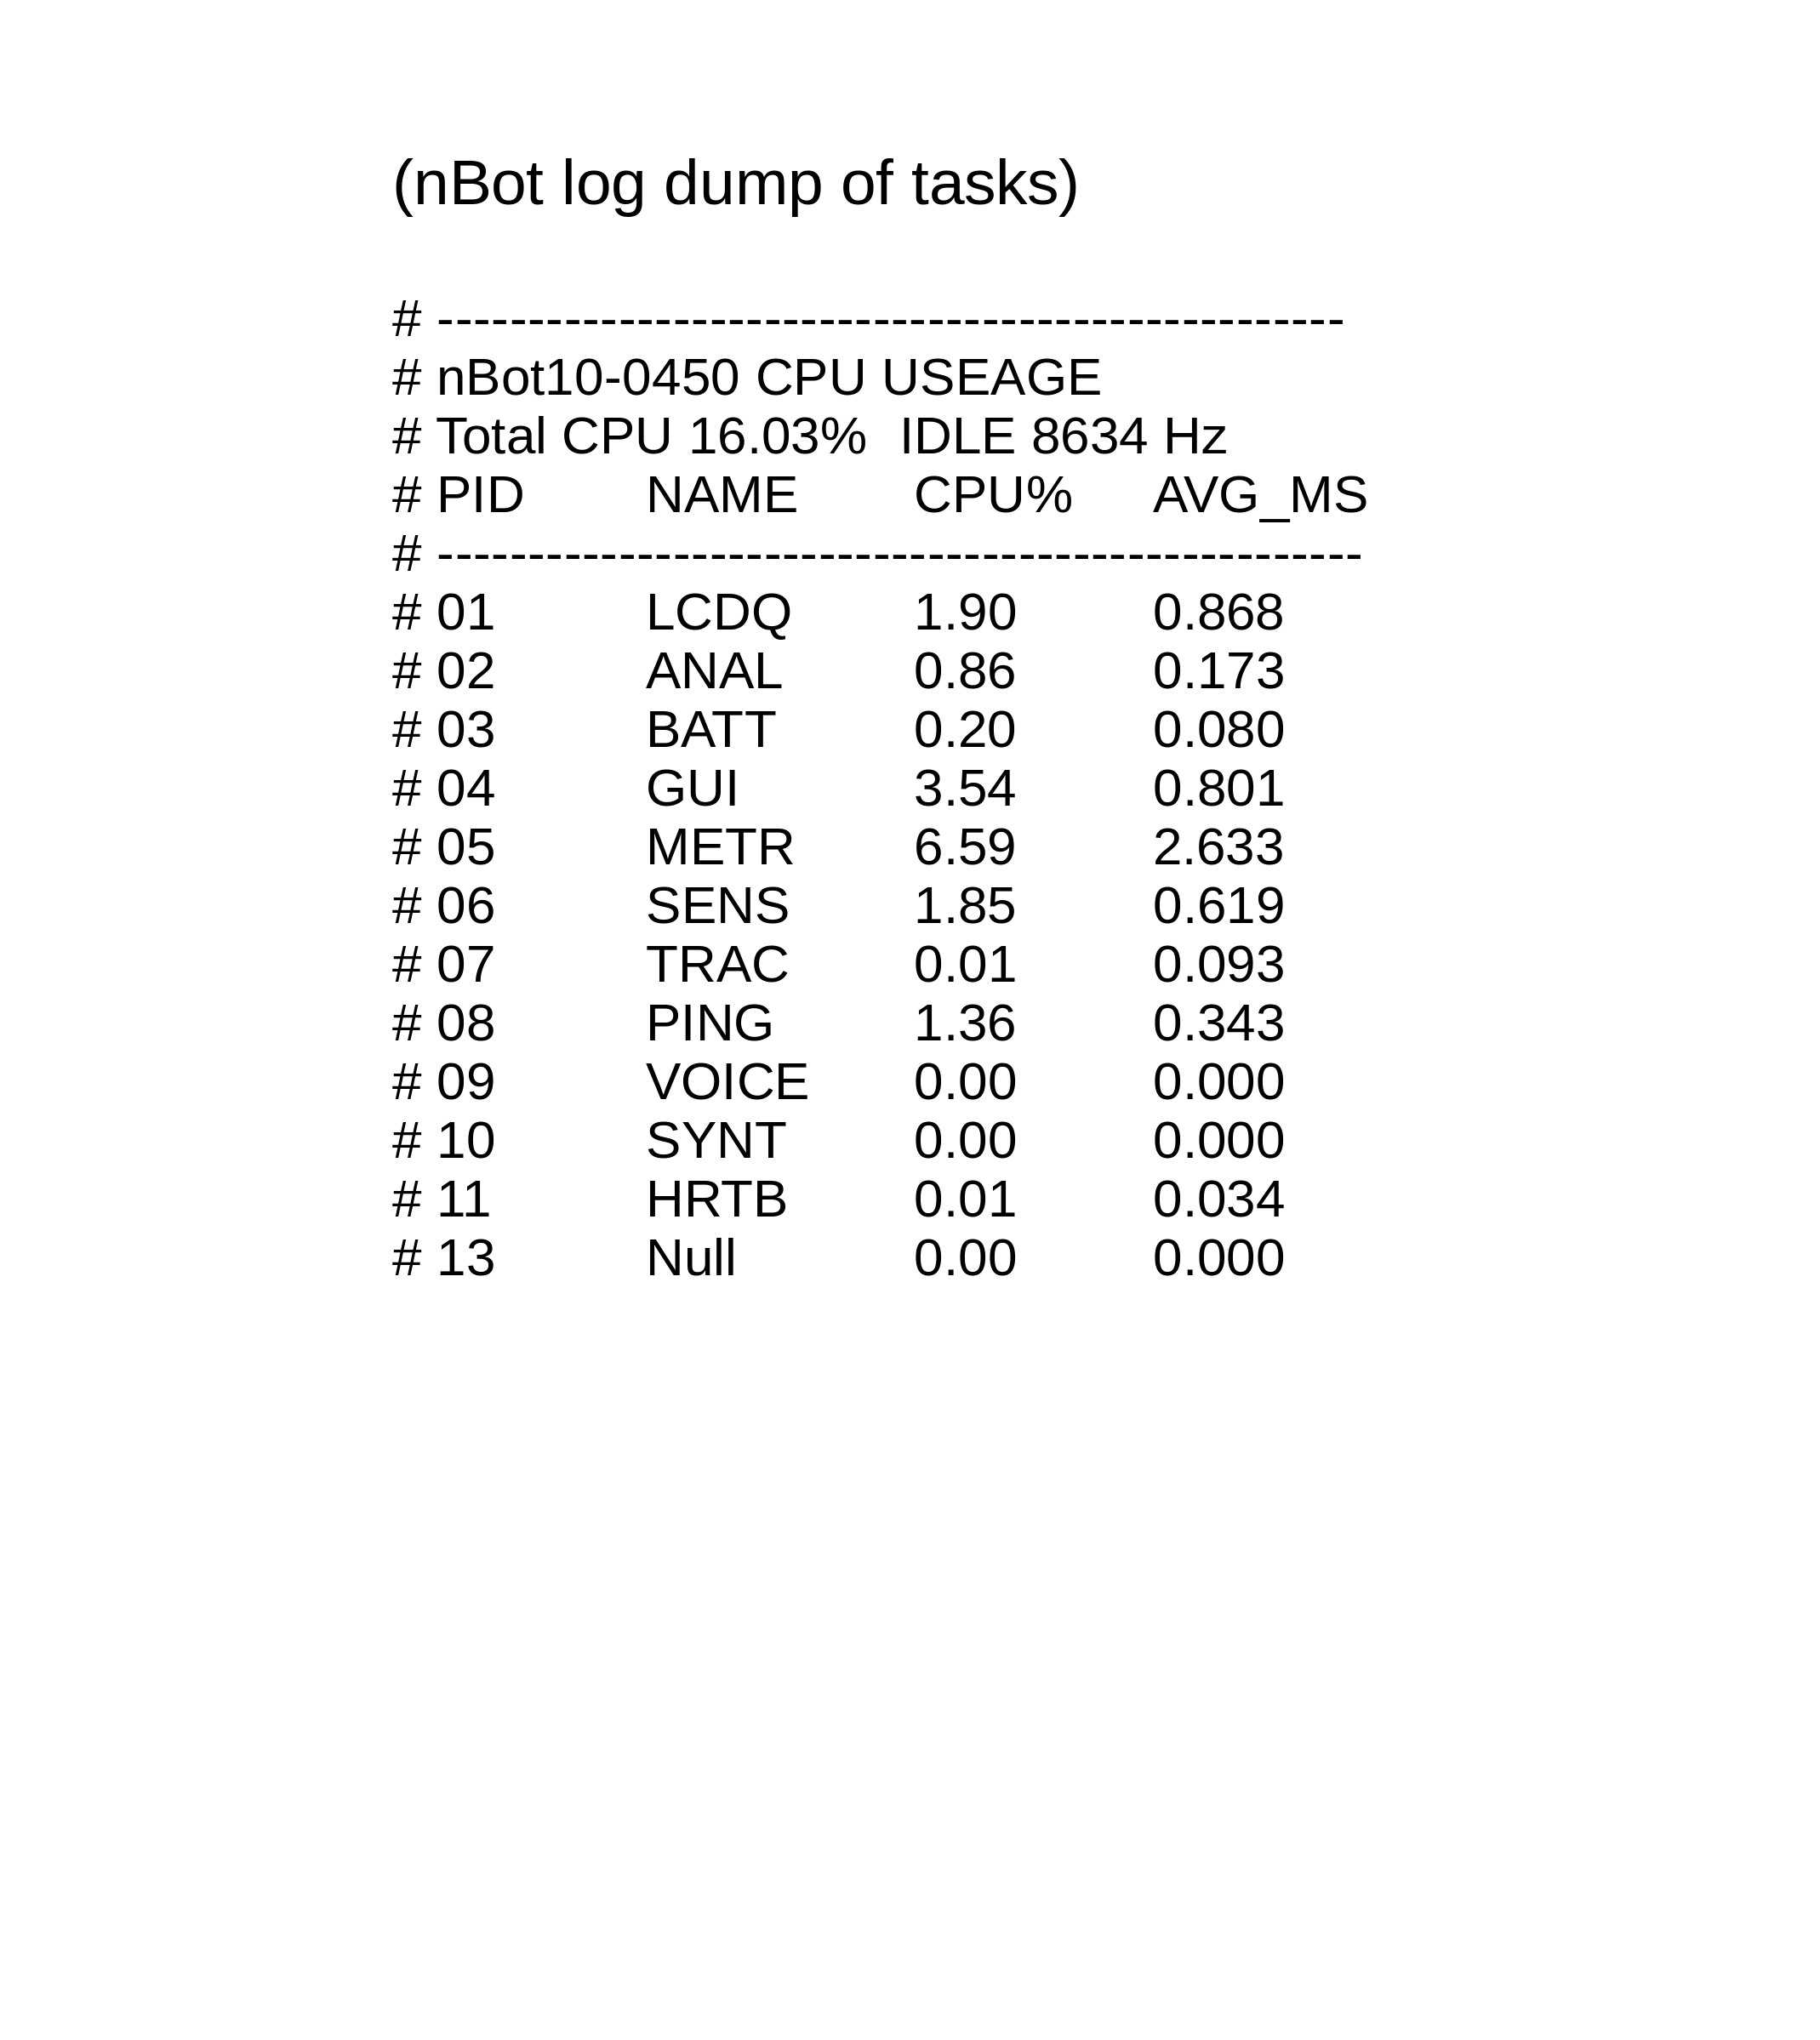 (nBot log dump of tasks)
# --------------------------------------------------
# nBot10-0450 CPU USEAGE
# Total CPU 16.03%  IDLE 8634 Hz
# PID NAME CPU% AVG_MS
# ---------------------------------------------------
# 01 LCDQ 1.90 0.868
# 02 ANAL 0.86 0.173
# 03 BATT 0.20 0.080
# 04 GUI 3.54 0.801
# 05 METR 6.59 2.633
# 06 SENS 1.85 0.619
# 07 TRAC 0.01 0.093
# 08 PING 1.36 0.343
# 09 VOICE 0.00 0.000
# 10 SYNT 0.00 0.000
# 11 HRTB 0.01 0.034
# 13 Null 0.00 0.000